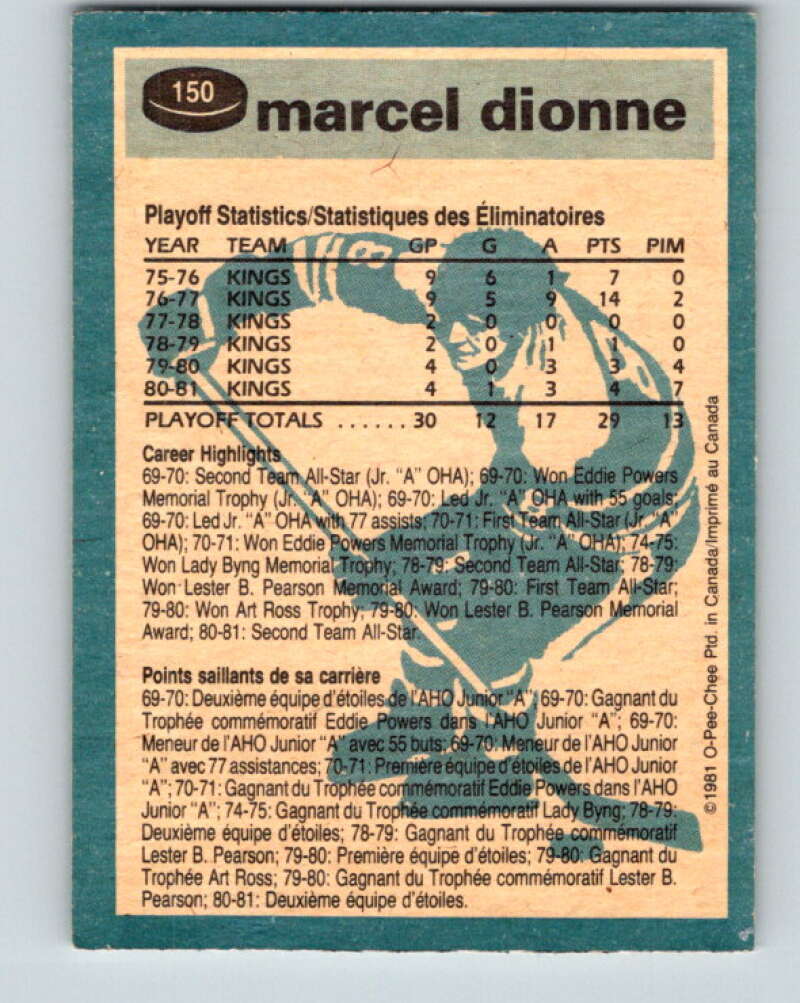 150
marcel dionne
Playoff Statistics/Statistiques des Éliminatoires
YEAR TEAM GP G A PTS PIM
75-76 KINGS 9 6 1 7 0
76-77 KINGS 9 5 9 14 2
77-78 KINGS 2 0 0 0 0
78-79 KINGS 2 0 1 1 0
79-80 KINGS 4 0 3 3 4
80-81 KINGS 4 1 3 4 7
PLAYOFF TOTALS ...... 30 12 17 29 13
Career Highlights
69-70: Second Team All-Star (Jr. "A" OHA); 69-70: Won Eddie Powers
Memorial Trophy (Jr. "A" OHA); 69-70: Led Jr. "A" OHA with 55 goals;
69-70: Led Jr. "A" OHA with 77 assists; 70-71: First Team All-Star (Jr. "A"
OHA); 70-71: Won Eddie Powers Memorial Trophy (Jr. "A" OHA); 74-75:
Won Lady Byng Memorial Trophy; 78-79: Second Team All-Star; 78-79:
Won Lester B. Pearson Memorial Award; 79-80: First Team All-Star;
79-80: Won Art Ross Trophy; 79-80: Won Lester B. Pearson Memorial
Award; 80-81: Second Team All-Star.
Points saillants de sa carrière
69-70: Deuxième équipe d'étoiles de l'AHO Junior "A"; 69-70: Gagnant du
Trophée commémoratif Eddie Powers dans l'AHO Junior "A"; 69-70:
Meneur de l'AHO Junior "A" avec 55 buts; 69-70: Meneur de l'AHO Junior
"A" avec 77 assistances; 70-71: Première équipe d'étoiles de l'AHO Junior
"A"; 70-71: Gagnant du Trophée commémoratif Eddie Powers dans l'AHO
Junior "A"; 74-75: Gagnant du Trophée commémoratif Lady Byng; 78-79:
Deuxième équipe d'étoiles; 78-79: Gagnant du Trophée commémoratif
Lester B. Pearson; 79-80: Première équipe d'étoiles; 79-80: Gagnant du
Trophée Art Ross; 79-80: Gagnant du Trophée commémoratif Lester B.
Pearson; 80-81: Deuxième équipe d'étoiles.
©1981 O-Pee-Chee Ptd. in Canada/Imprimé au Canada